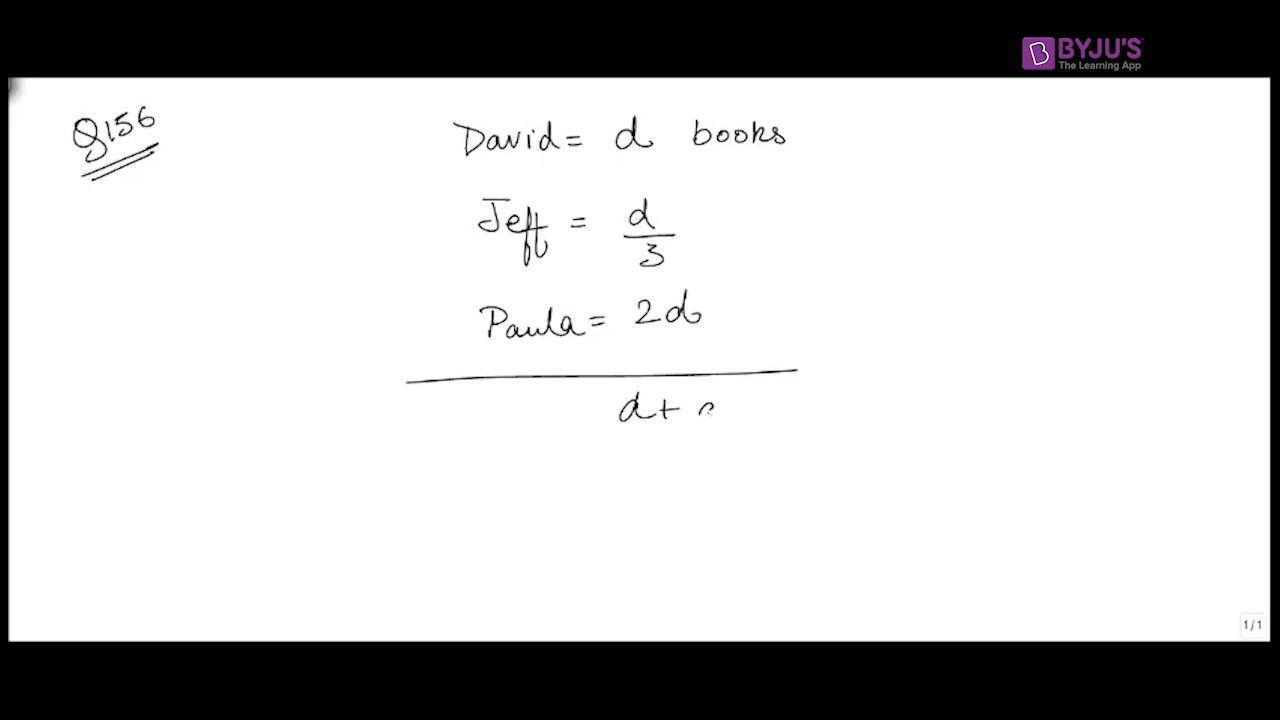 BYJU'S
The Learning App
Q156
David = d books
Jeff = d/3
Paula = 2d
d +
1/1